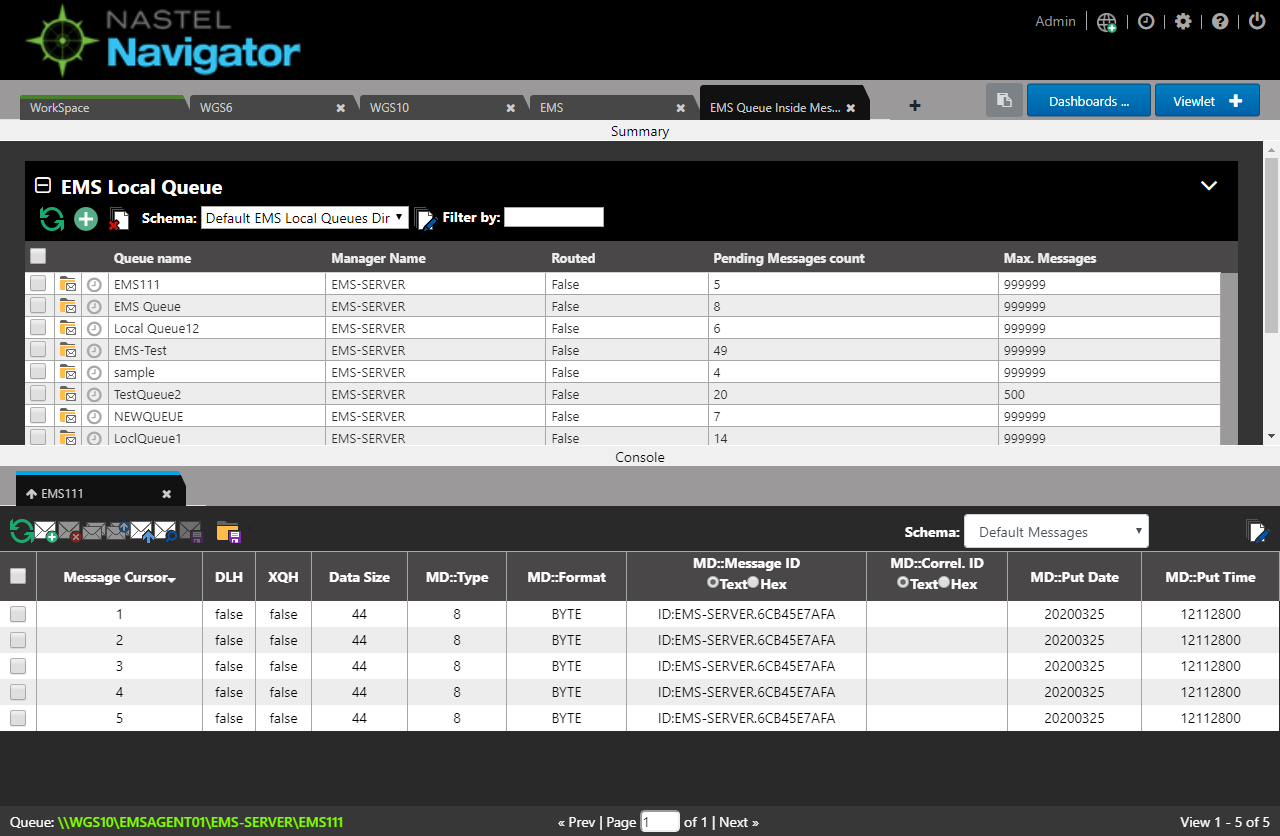 NASTEL
Navigator
Admin
WorkSpace WGS6 WGS10 EMS EMS Queue Inside Mes...
Dashboards ... Viewlet
Summary
EMS Local Queue
Schema: Default EMS Local Queues Dir Filter by:
Queue name Manager Name Routed Pending Messages count Max. Messages
EMS111 EMS-SERVER False 5 999999
EMS Queue EMS-SERVER False 8 999999
Local Queue12 EMS-SERVER False 6 999999
EMS-Test EMS-SERVER False 49 999999
sample EMS-SERVER False 4 999999
TestQueue2 EMS-SERVER False 20 500
NEWQUEUE EMS-SERVER False 7 999999
LoclQueue1 EMS-SERVER False 14 999999
Console
EMS111
Schema: Default Messages
Message Cursor DLH XQH Data Size MD::Type MD::Format MD::Message ID Text Hex MD::Correl. ID Text Hex MD::Put Date MD::Put Time
1 false false 44 8 BYTE ID:EMS-SERVER.6CB45E7AFA 20200325 12112800
2 false false 44 8 BYTE ID:EMS-SERVER.6CB45E7AFA 20200325 12112800
3 false false 44 8 BYTE ID:EMS-SERVER.6CB45E7AFA 20200325 12112800
4 false false 44 8 BYTE ID:EMS-SERVER.6CB45E7AFA 20200325 12112800
5 false false 44 8 BYTE ID:EMS-SERVER.6CB45E7AFA 20200325 12112800
Queue: \\WGS10\EMSAGENT01\EMS-SERVER\EMS111 « Prev | Page 1 of 1 | Next » View 1 - 5 of 5